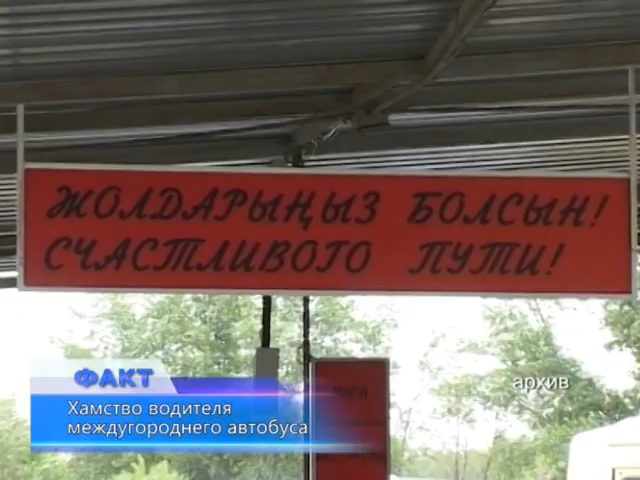 ЖОЛДАРЫҢЫЗ БОЛСЫН!
СЧАСТЛИВОГО ПУТИ!
ФАКТ
архив
Хамство водителя
междугороднего автобуса